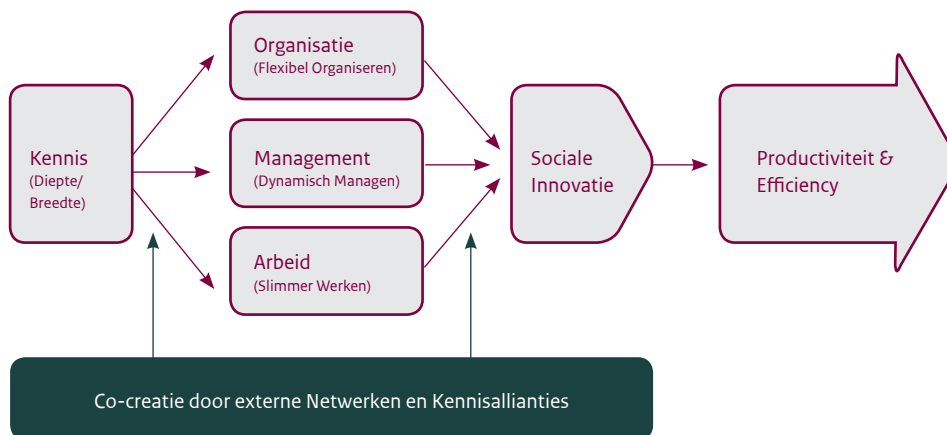 Kennis
(Diepte/
Breedte)
Organisatie
(Flexibel Organiseren)
Management
(Dynamisch Managen)
Arbeid
(Slimmer Werken)
Sociale
Innovatie
Productiviteit &
Efficiency
Co-creatie door externe Netwerken en Kennisallianties